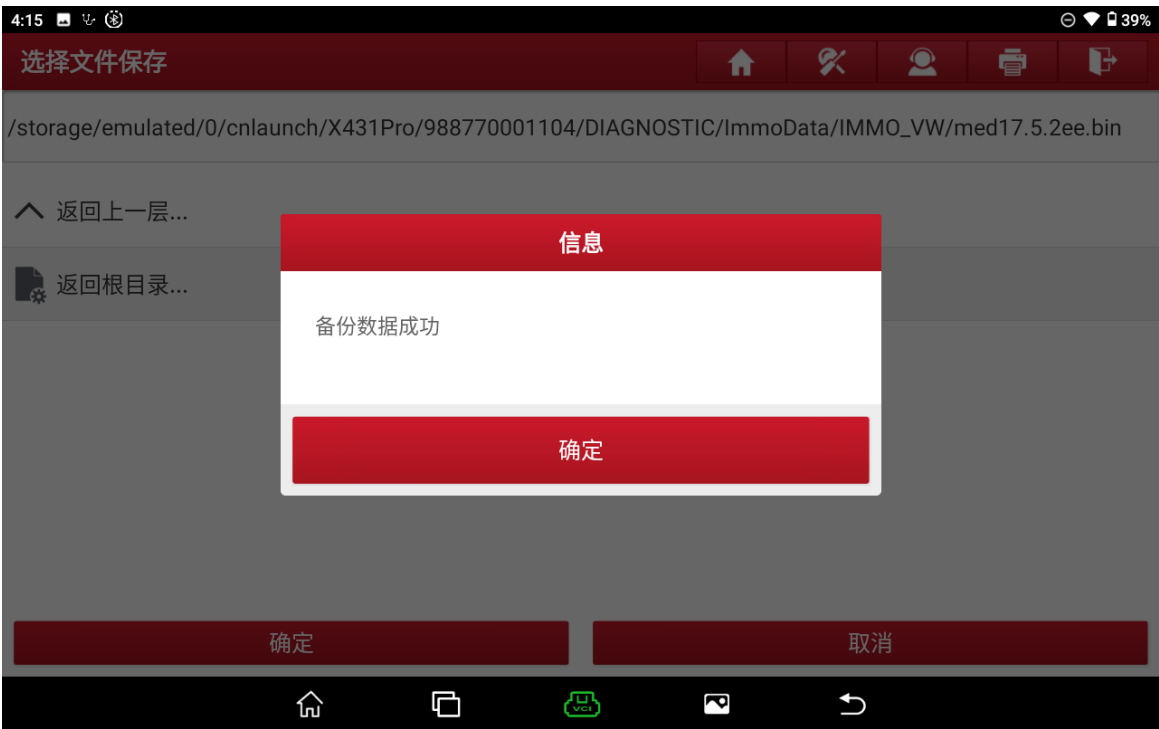 4:15
39%
选择文件保存
/storage/emulated/0/cnlaunch/X431Pro/988770001104/DIAGNOSTIC/ImmoData/IMMO_VW/med17.5.2ee.bin
返回上一层...
返回根目录...
信息
备份数据成功
确定
确定
取消
VCI